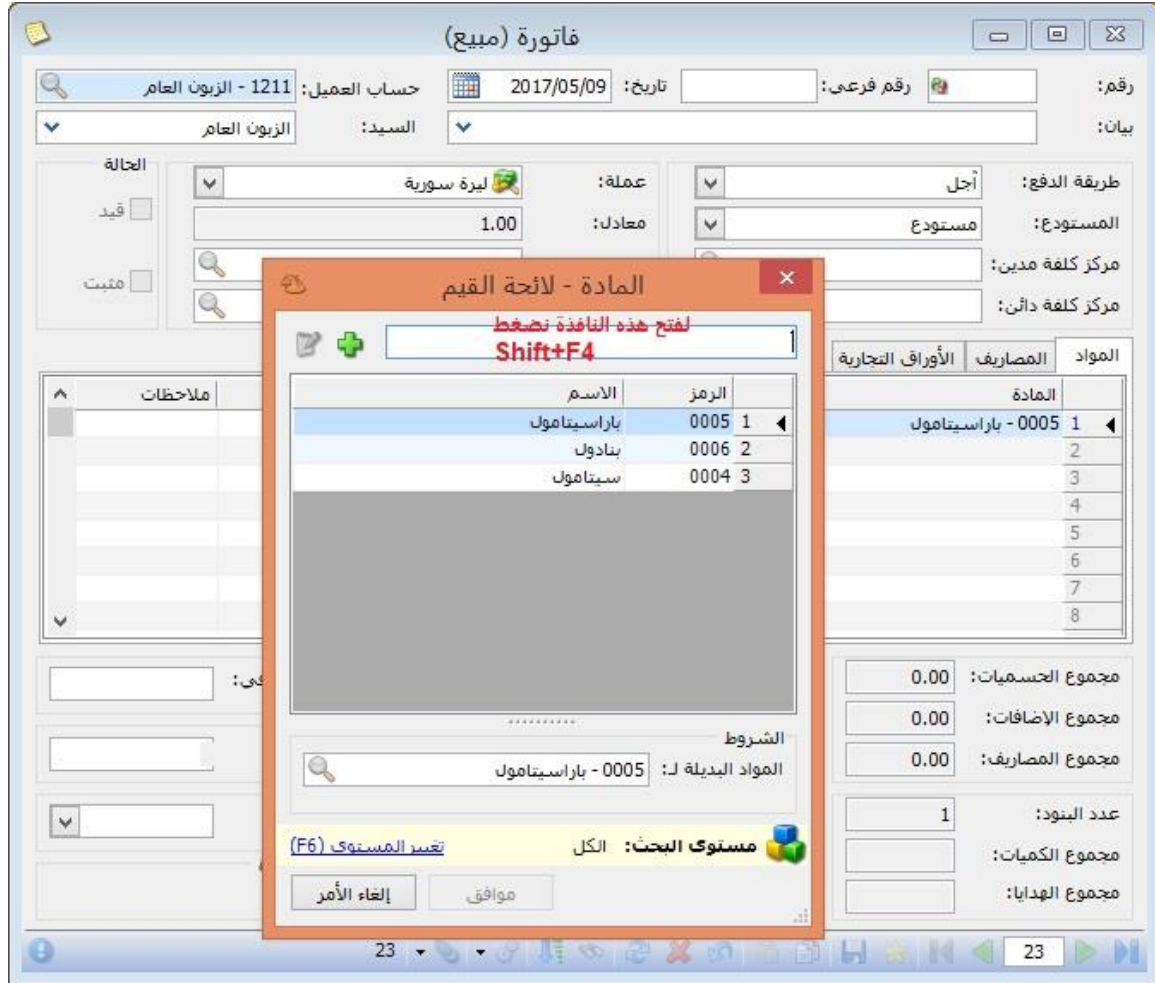 فاتورة (مبيع)
رقم: رقم فرعي: تاريخ: 2017/05/09 حساب العميل: 1211 - الزبون العام
بيان: السيد: الزبون العام
الحالة
طريقة الدفع: آجل عملة: ليرة سورية قيد
المستودع: مستودع معادل: 1.00
مركز كلفة مدين: مثبت
مركز كلفة دائن:
المواد المصاريف الأوراق التجارية
المادة ملاحظات
1 0005 - باراسيتامول
2
3
4
5
6
7
8
المادة - لائحة القيم
لفتح هذه النافذة نضغط
Shift+F4
1
الرمز الاسم
1 0005 باراسيتامول
2 0006 بنادول
3 0004 سيتامول
الشروط
المواد البديلة لـ: 0005 - باراسيتامول
مستوى البحث: الكل تغيير المستوى (F6)
موافق إلغاء الأمر
مجموع الحسميات: 0.00
مجموع الإضافات: 0.00
مجموع المصاريف: 0.00
عدد البنود: 1
مجموع الكميات:
مجموع الهدايا:
23 23